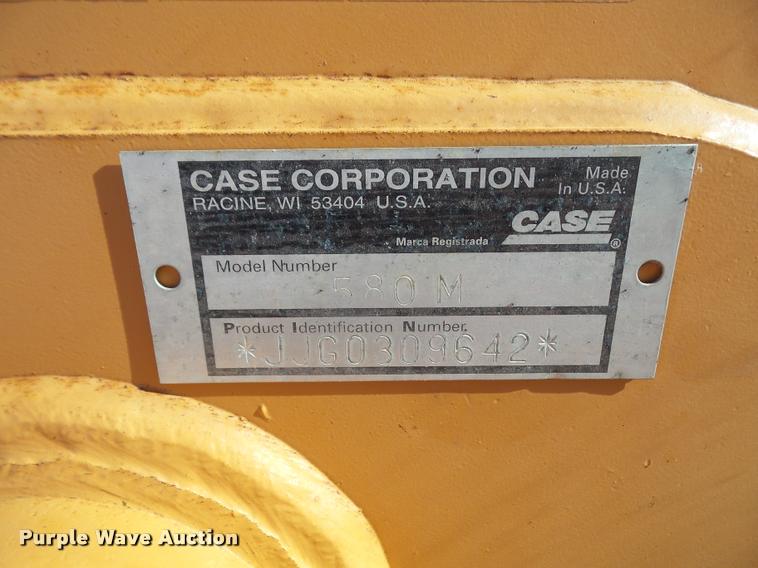 CASE CORPORATION
RACINE, WI 53404 U.S.A.
Made
In U.S.A.
CASE
®
Marca Registrada
Model Number
580 M
Product Identification Number
*JJG0309642*
Purple Wave Auction